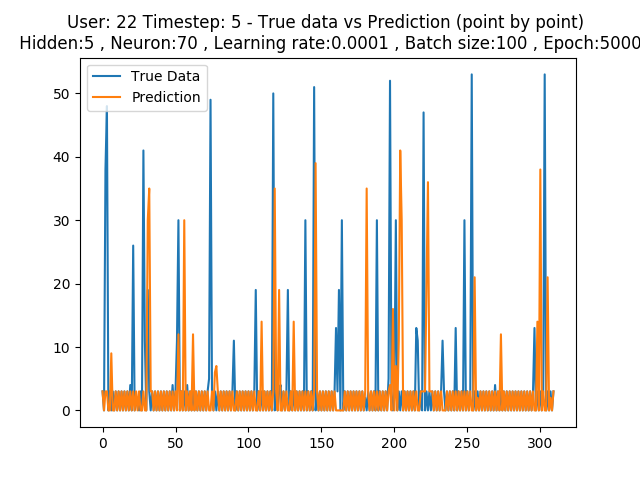 User: 22 Timestep: 5 - True data vs Prediction (point by point)
Hidden:5 , Neuron:70 , Learning rate:0.0001 , Batch size:100 , Epoch:5000
True Data
Prediction
50
40
30
20
10
0
0 50 100 150 200 250 300